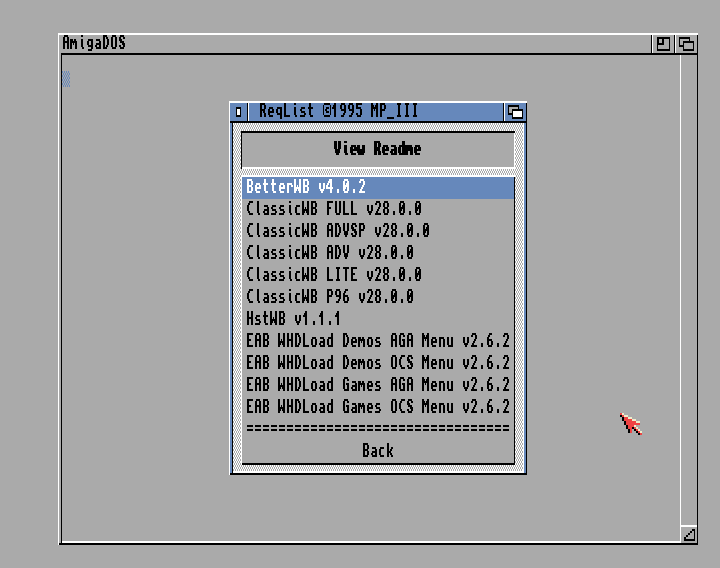 AmigaDOS
ReqList ©1995 MP_III
View Readme
BetterWB v4.0.2
ClassicWB FULL v28.0.0
ClassicWB ADVSP v28.0.0
ClassicWB ADV v28.0.0
ClassicWB LITE v28.0.0
ClassicWB P96 v28.0.0
HstWB v1.1.1
EAB WHDLoad Demos AGA Menu v2.6.2
EAB WHDLoad Demos OCS Menu v2.6.2
EAB WHDLoad Games AGA Menu v2.6.2
EAB WHDLoad Games OCS Menu v2.6.2
=================================
Back